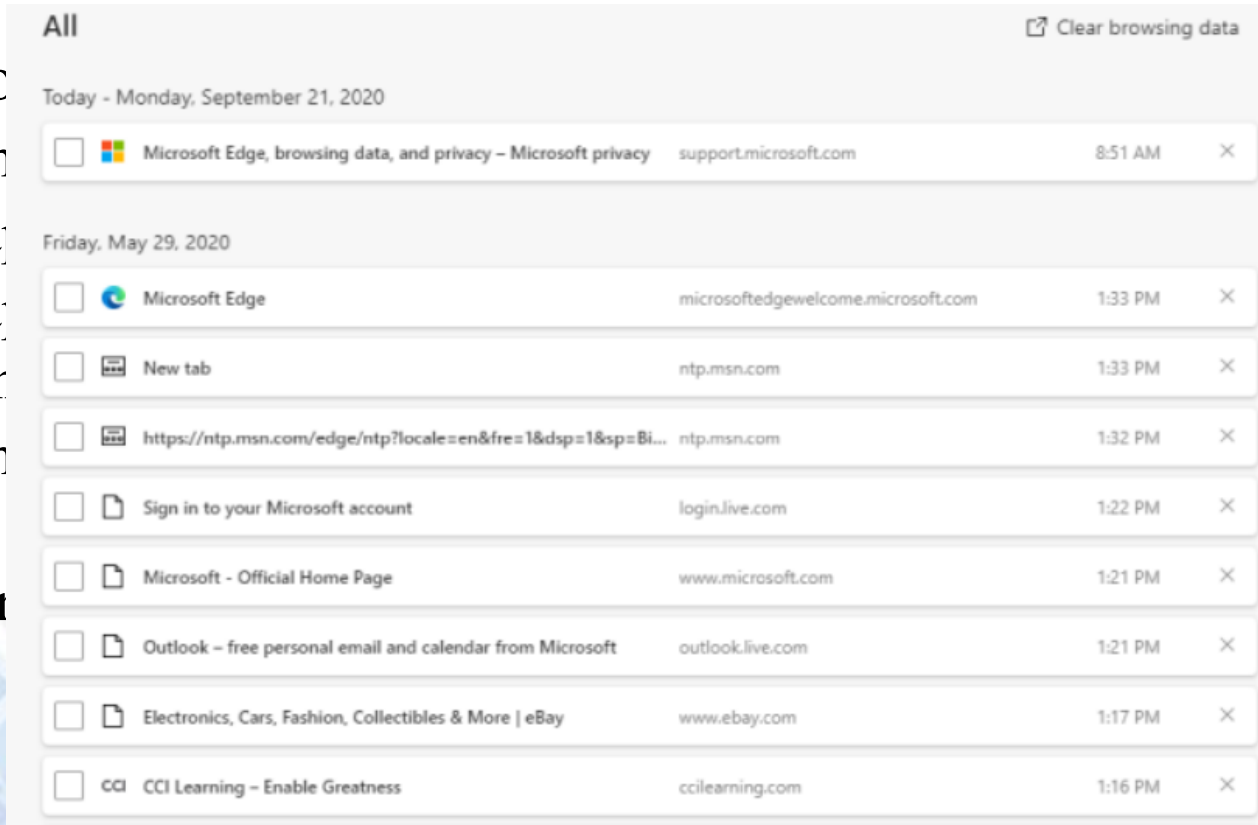 All
Clear browsing data
Today - Monday, September 21, 2020
Microsoft Edge, browsing data, and privacy – Microsoft privacy support.microsoft.com 8:51 AM
Friday, May 29, 2020
Microsoft Edge microsoftedgewelcome.microsoft.com 1:33 PM
New tab ntp.msn.com 1:33 PM
https://ntp.msn.com/edge/ntp?locale=en&fre=1&dsp=1&sp=Bi... ntp.msn.com 1:32 PM
Sign in to your Microsoft account login.live.com 1:22 PM
Microsoft - Official Home Page www.microsoft.com 1:21 PM
Outlook – free personal email and calendar from Microsoft outlook.live.com 1:21 PM
Electronics, Cars, Fashion, Collectibles & More | eBay www.ebay.com 1:17 PM
CCI CCI Learning – Enable Greatness ccilearning.com 1:16 PM